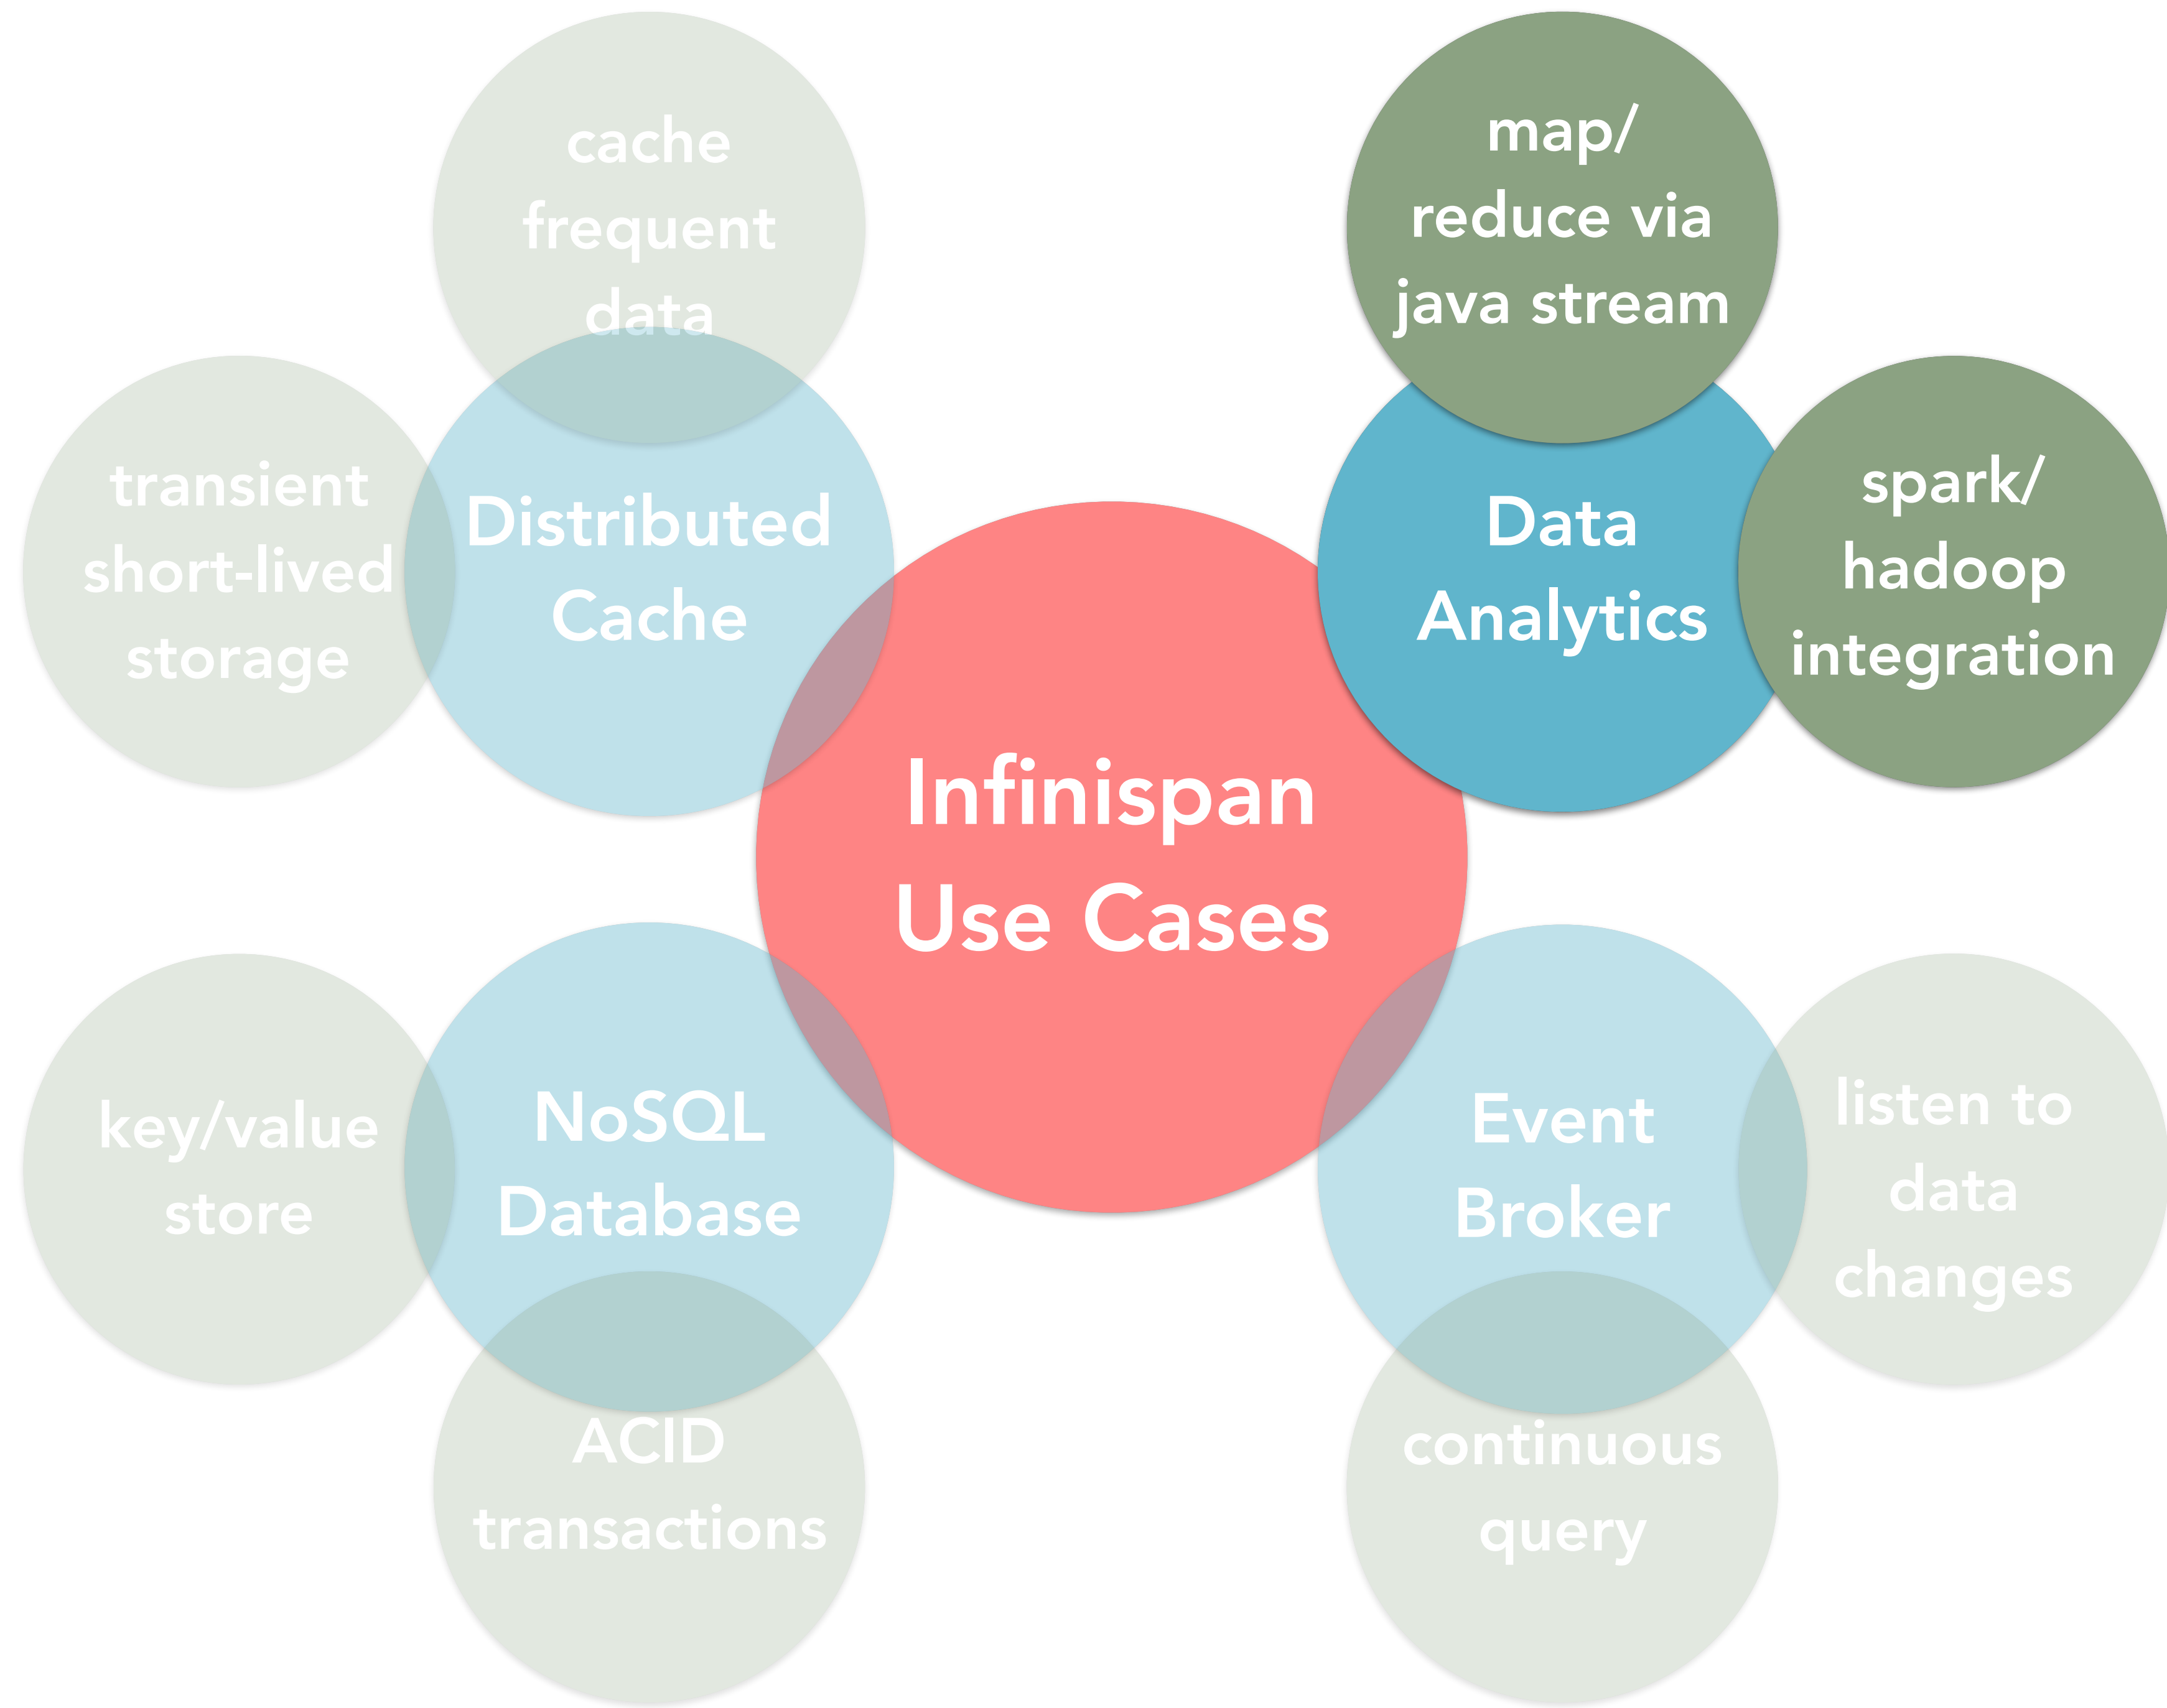 cache
frequent
data
map/
reduce via
java stream
transient
short-lived
storage
Distributed
Cache
Data
Analytics
spark/
hadoop
integration
Infinispan
Use Cases
key/value
store
NoSQL
Database
Event
Broker
listen to
data
changes
ACID
transactions
continuous
query